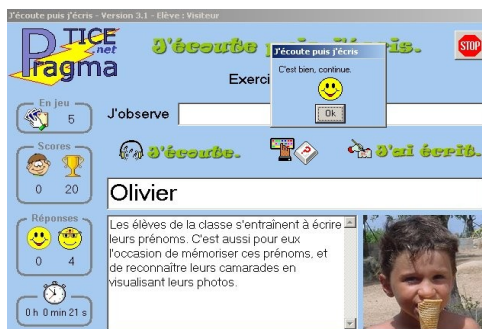 J'écoute puis j'écris - Version 3.1 - Elève : Visiteur
TICE
net
Pragma
J'écoute puis j'écris.
STOP
J'écoute puis j'écris
C'est bien, continue.
Ok
Exerci
En jeu
5
J'observe
Scores
0 20
J'écoute.
J'ai écrit.
Olivier
Réponses
0 4
Les élèves de la classe s'entraînent à écrire
leurs prénoms. C'est aussi pour eux
l'occasion de mémoriser ces prénoms, et
de reconnaître leurs camarades en
visualisant leurs photos.
0 h 0 min 21 s